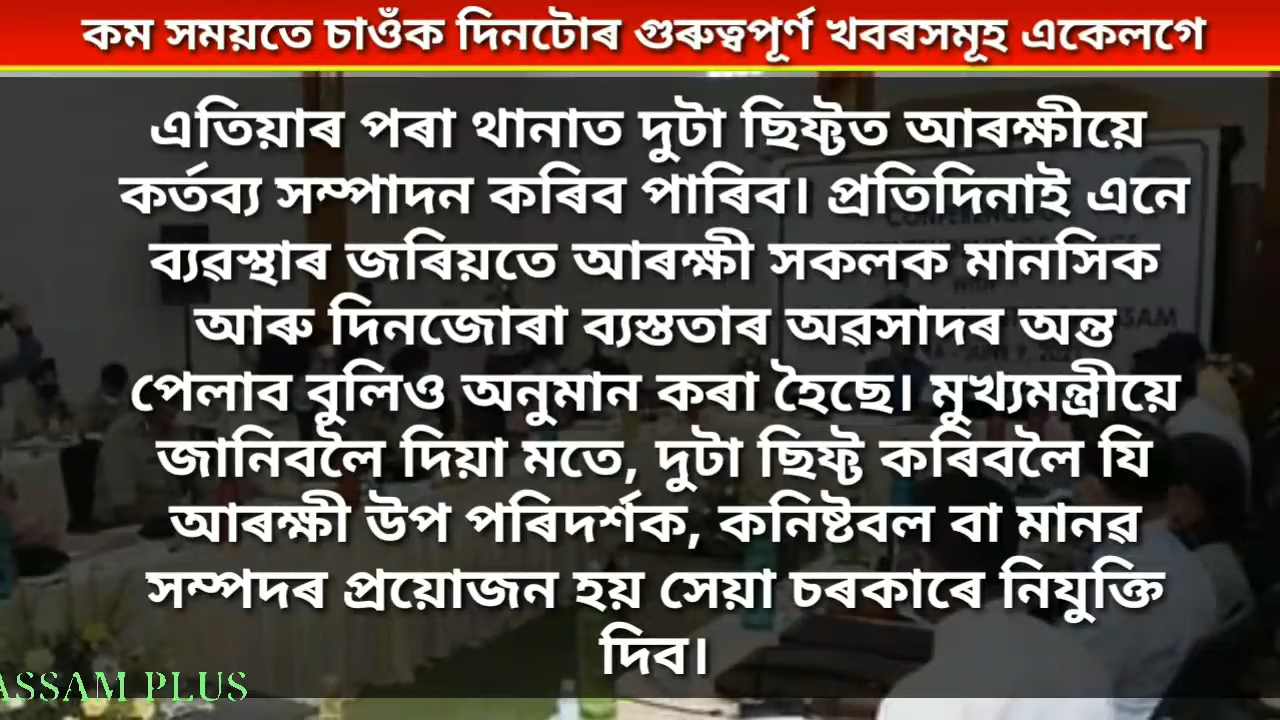 কম সময়তে চাওঁক দিনটোৰ গুৰুত্বপূৰ্ণ খবৰসমূহ একেলগে
এতিয়াৰ পৰা থানাত দুটা ছিফ্টত আৰক্ষীয়ে
কৰ্তব্য সম্পাদন কৰিব পাৰিব। প্ৰতিদিনাই এনে
ব্যৱস্থাৰ জৰিয়তে আৰক্ষী সকলক মানসিক
আৰু দিনজোৰা ব্যস্ততাৰ অৱসাদৰ অন্ত
পেলাব বুলিও অনুমান কৰা হৈছে। মুখ্যমন্ত্ৰীয়ে
জানিবলৈ দিয়া মতে, দুটা ছিফ্ট কৰিবলৈ যি
আৰক্ষী উপ পৰিদৰ্শক, কনিষ্টবল বা মানৱ
সম্পদৰ প্ৰয়োজন হয় সেয়া চৰকাৰে নিযুক্তি
দিব।
ASSAM PLUS